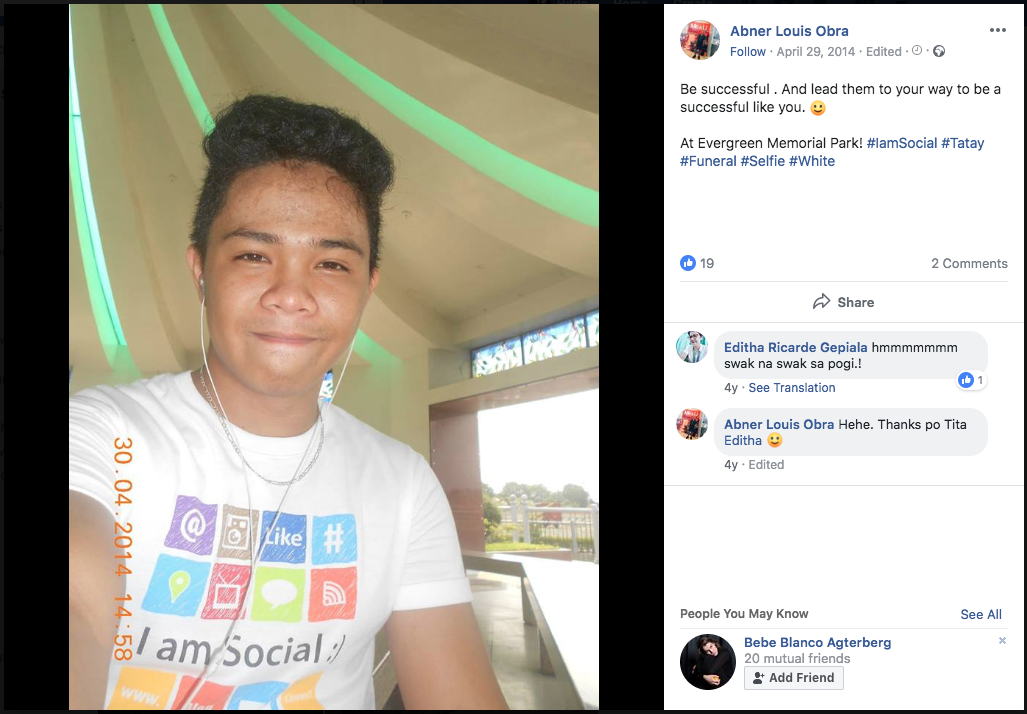 30.04.2014 14:58
@
Like #
I am Social :)
www.
Abner Louis Obra
Follow · April 29, 2014 · Edited ·
Be successful . And lead them to your way to be a
successful like you. 🙂
At Evergreen Memorial Park! #IamSocial #Tatay
#Funeral #Selfie #White
19
2 Comments
Share
Editha Ricarde Gepiala hmmmmmmm
swak na swak sa pogi.!
1
4y · See Translation
Abner Louis Obra Hehe. Thanks po Tita
Editha 🙂
4y · Edited
People You May Know
See All
Bebe Blanco Agterberg
20 mutual friends
Add Friend